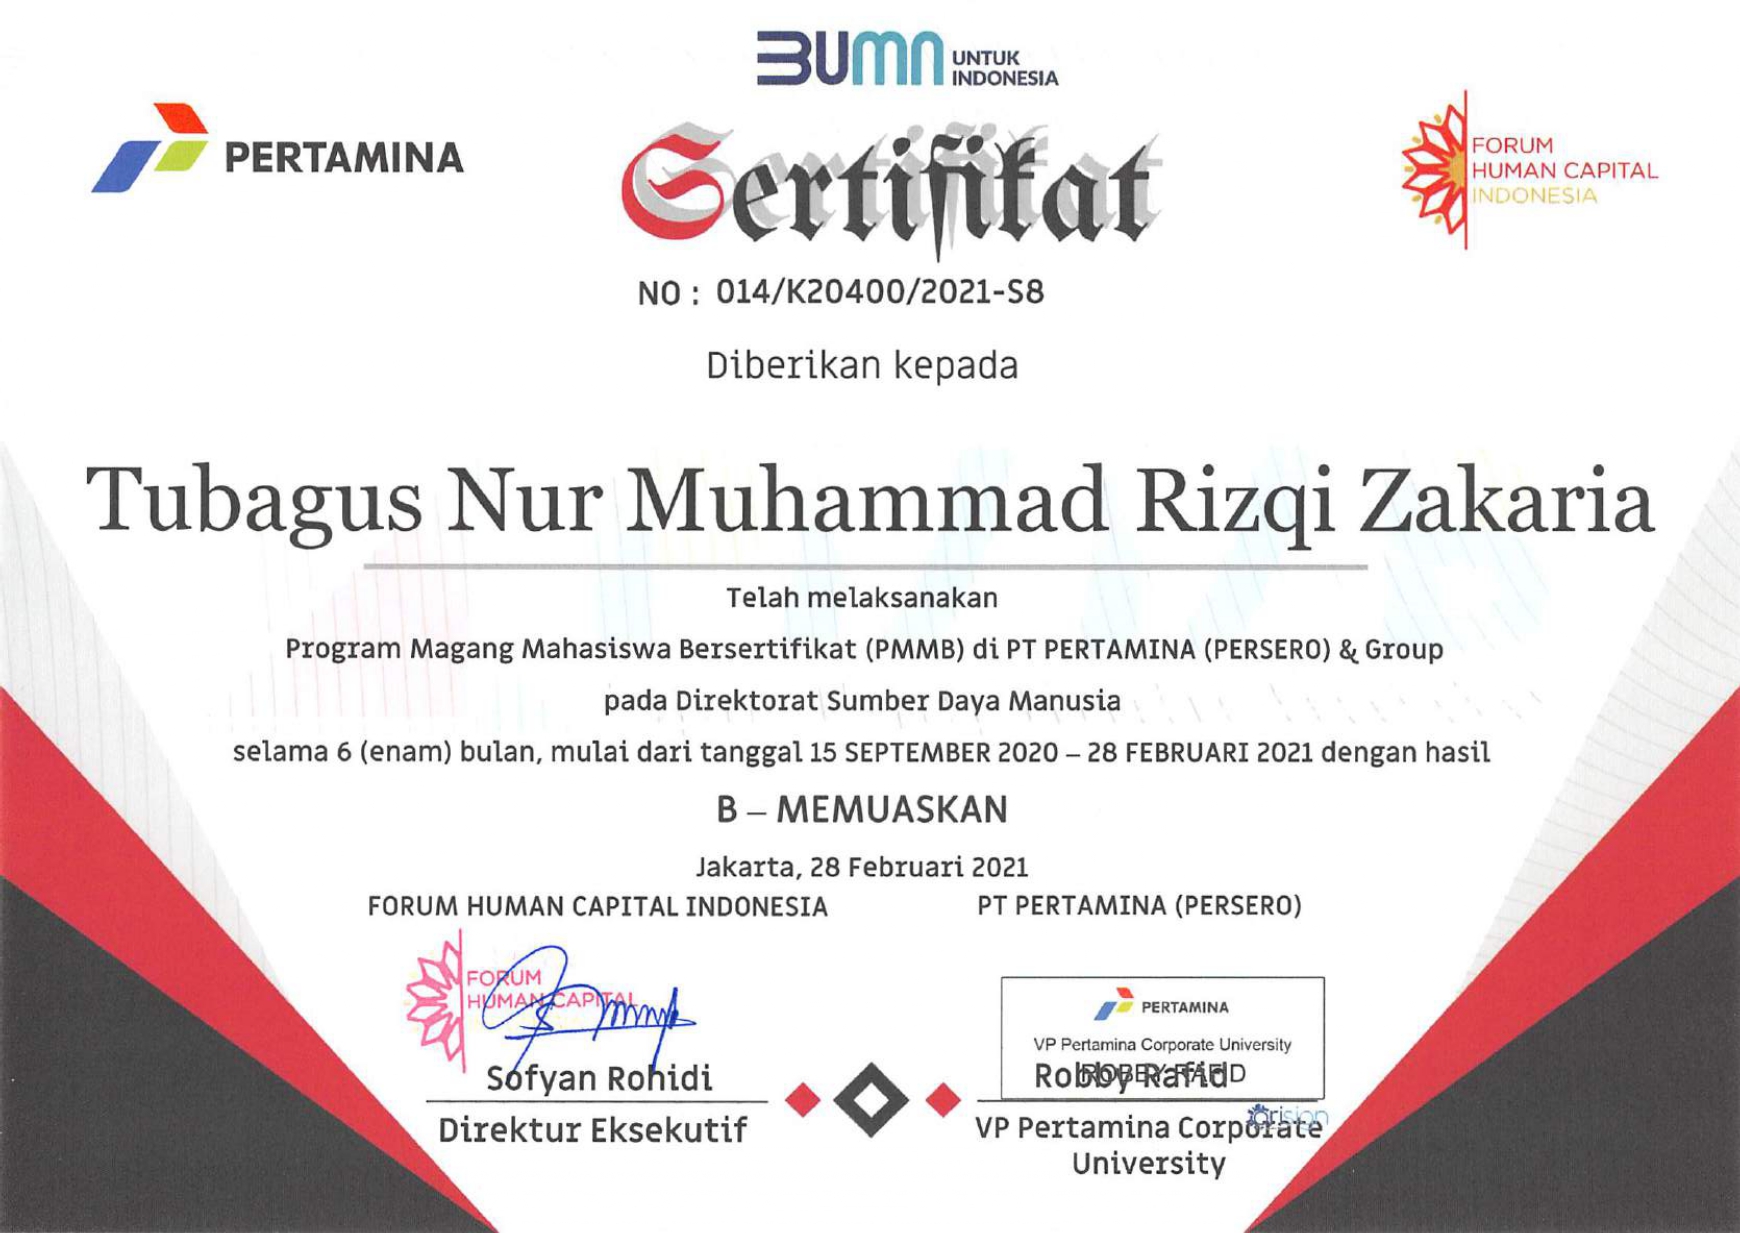 BUMN UNTUK INDONESIA
PERTAMINA
Sertifikat
FORUM
HUMAN CAPITAL
INDONESIA
NO : 014/K20400/2021-S8
Diberikan kepada
Tubagus Nur Muhammad Rizqi Zakaria
Telah melaksanakan
Program Magang Mahasiswa Bersertifikat (PMMB) di PT PERTAMINA (PERSERO) & Group
pada Direktorat Sumber Daya Manusia
selama 6 (enam) bulan, mulai dari tanggal 15 SEPTEMBER 2020 – 28 FEBRUARI 2021 dengan hasil
B – MEMUASKAN
Jakarta, 28 Februari 2021
FORUM HUMAN CAPITAL INDONESIA
FORUM
HUMAN CAPITAL
Sofyan Rohidi
Direktur Eksekutif
PT PERTAMINA (PERSERO)
PERTAMINA
VP Pertamina Corporate University
ROBBY RAFID
Robby Rafid
VP Pertamina Corporate
University